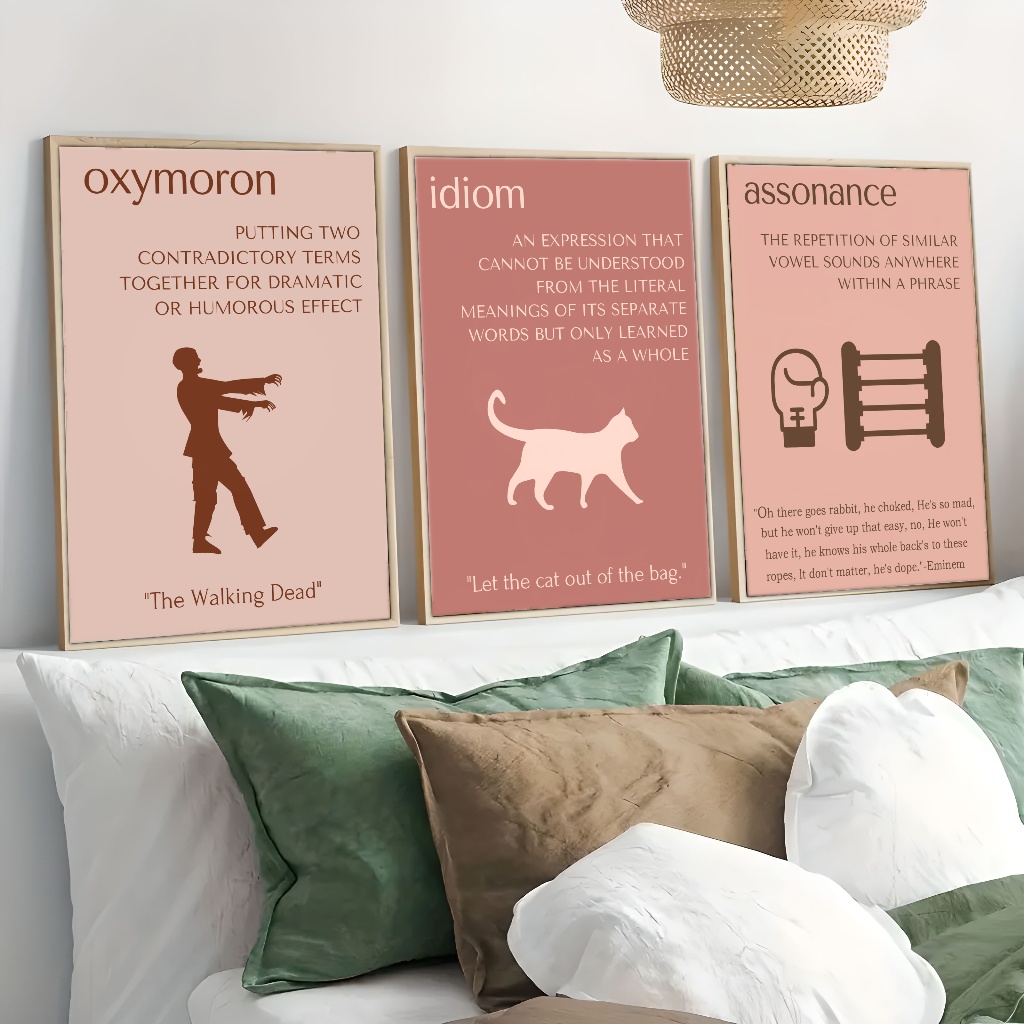 oxymoron
PUTTING TWO
CONTRADICTORY TERMS
TOGETHER FOR DRAMATIC
OR HUMOROUS EFFECT
"The Walking Dead"
idiom
AN EXPRESSION THAT
CANNOT BE UNDERSTOOD
FROM THE LITERAL
MEANINGS OF ITS SEPARATE
WORDS BUT ONLY LEARNED
AS A WHOLE
"Let the cat out of the bag."
assonance
THE REPETITION OF SIMILAR
VOWEL SOUNDS ANYWHERE
WITHIN A PHRASE
"Oh there goes rabbit, he choked, He's so mad,
but he won't give up that easy, no, He won't
have it, he knows his whole back's to these
ropes, It don't matter, he's dope."-Eminem